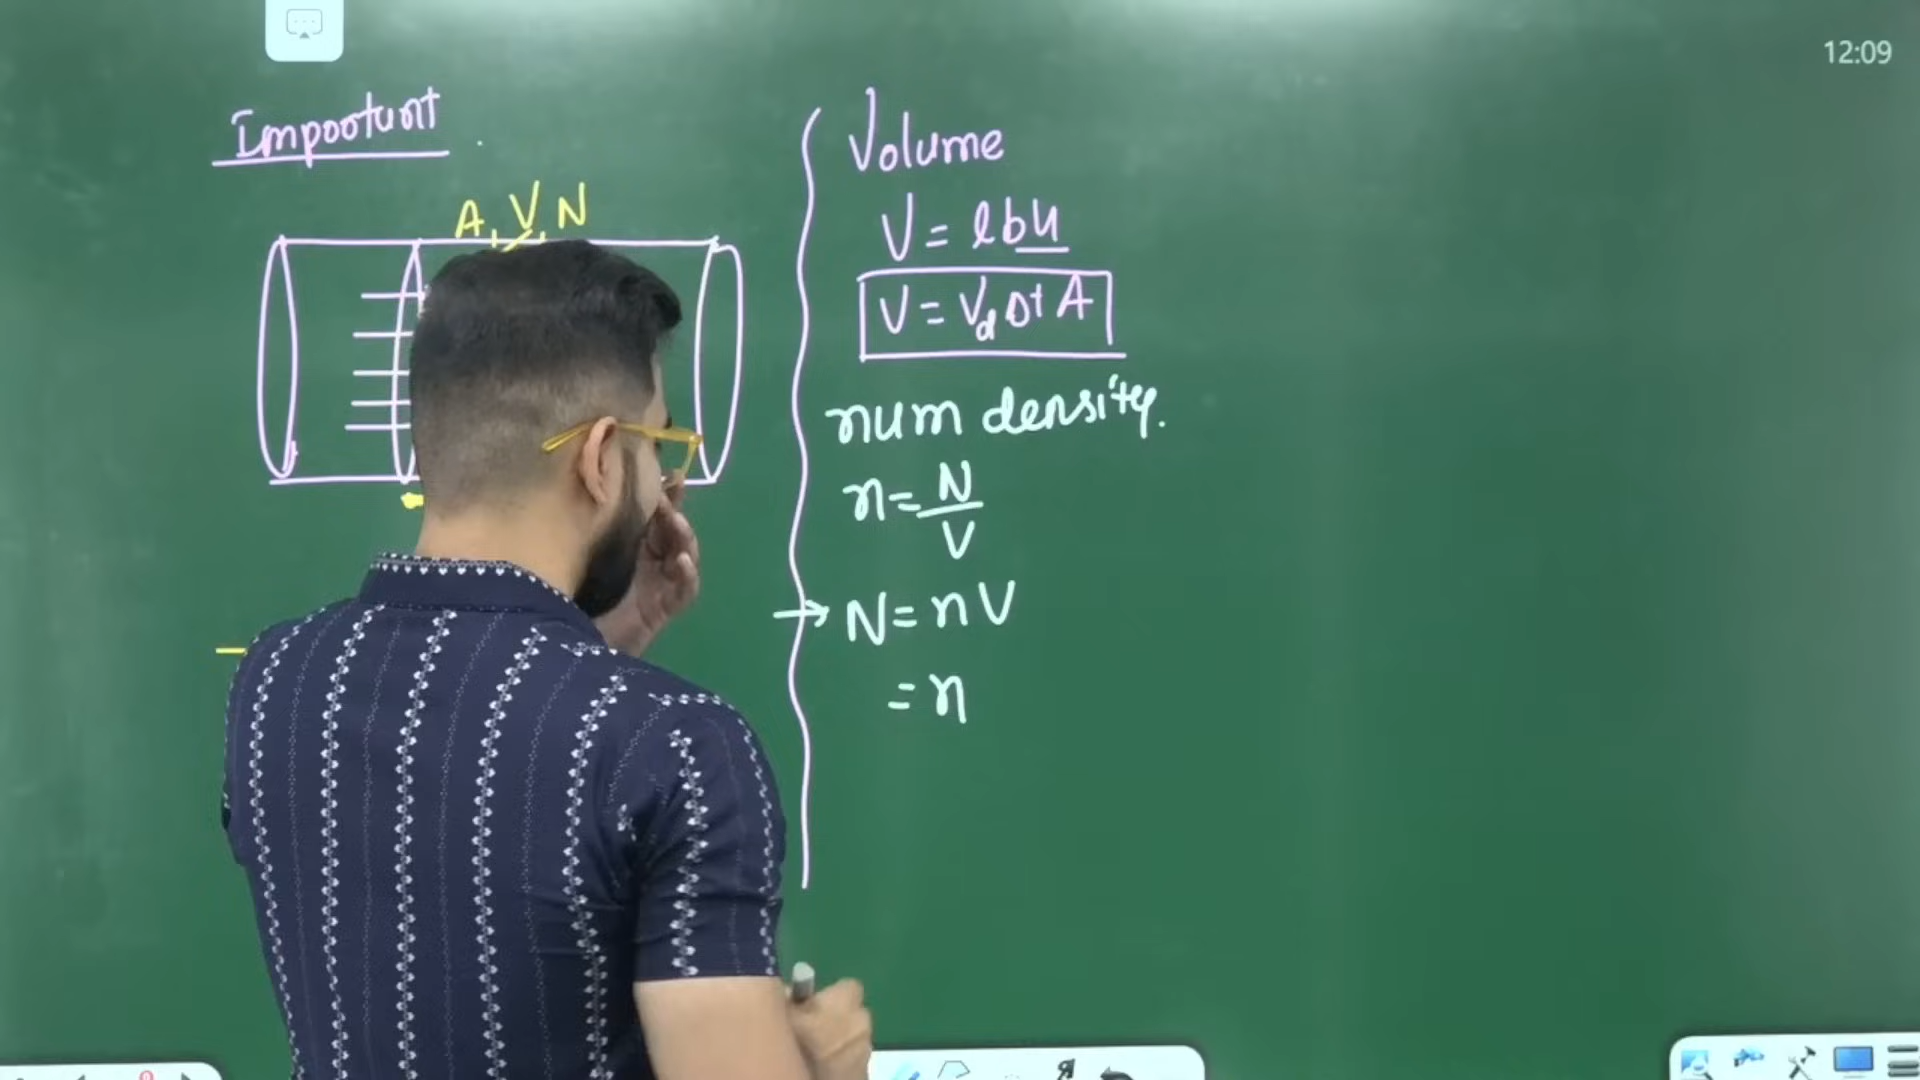 12:09
Impootunt
A, V, N
Volume
V = lbh
V = Vd Δt A
num density.
n = N/V
→ N = nV
= n